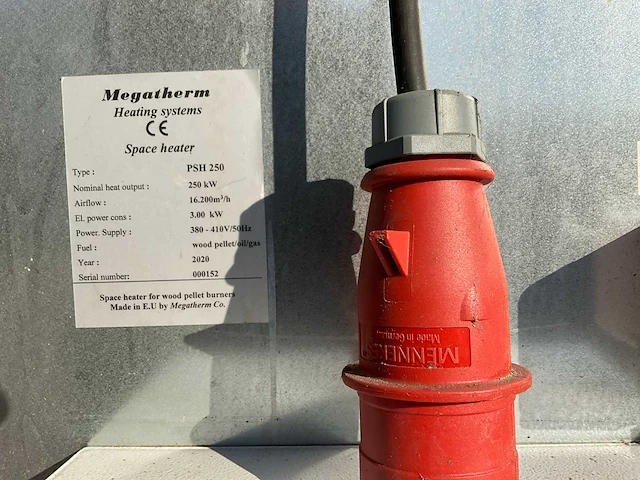 Megatherm
Heating systems
CE
Space heater
Type : PSH 250
Nominal heat output : 250 kW
Airflow : 16.200m³/h
El. power cons : 3.00 kW
Power. Supply : 380 - 410V/50Hz
Fuel : wood pellet/oil/gas
Year : 2020
Serial number: 000152
Space heater for wood pellet burners
Made in E.U by Megatherm Co.
MENNEKES
Made in